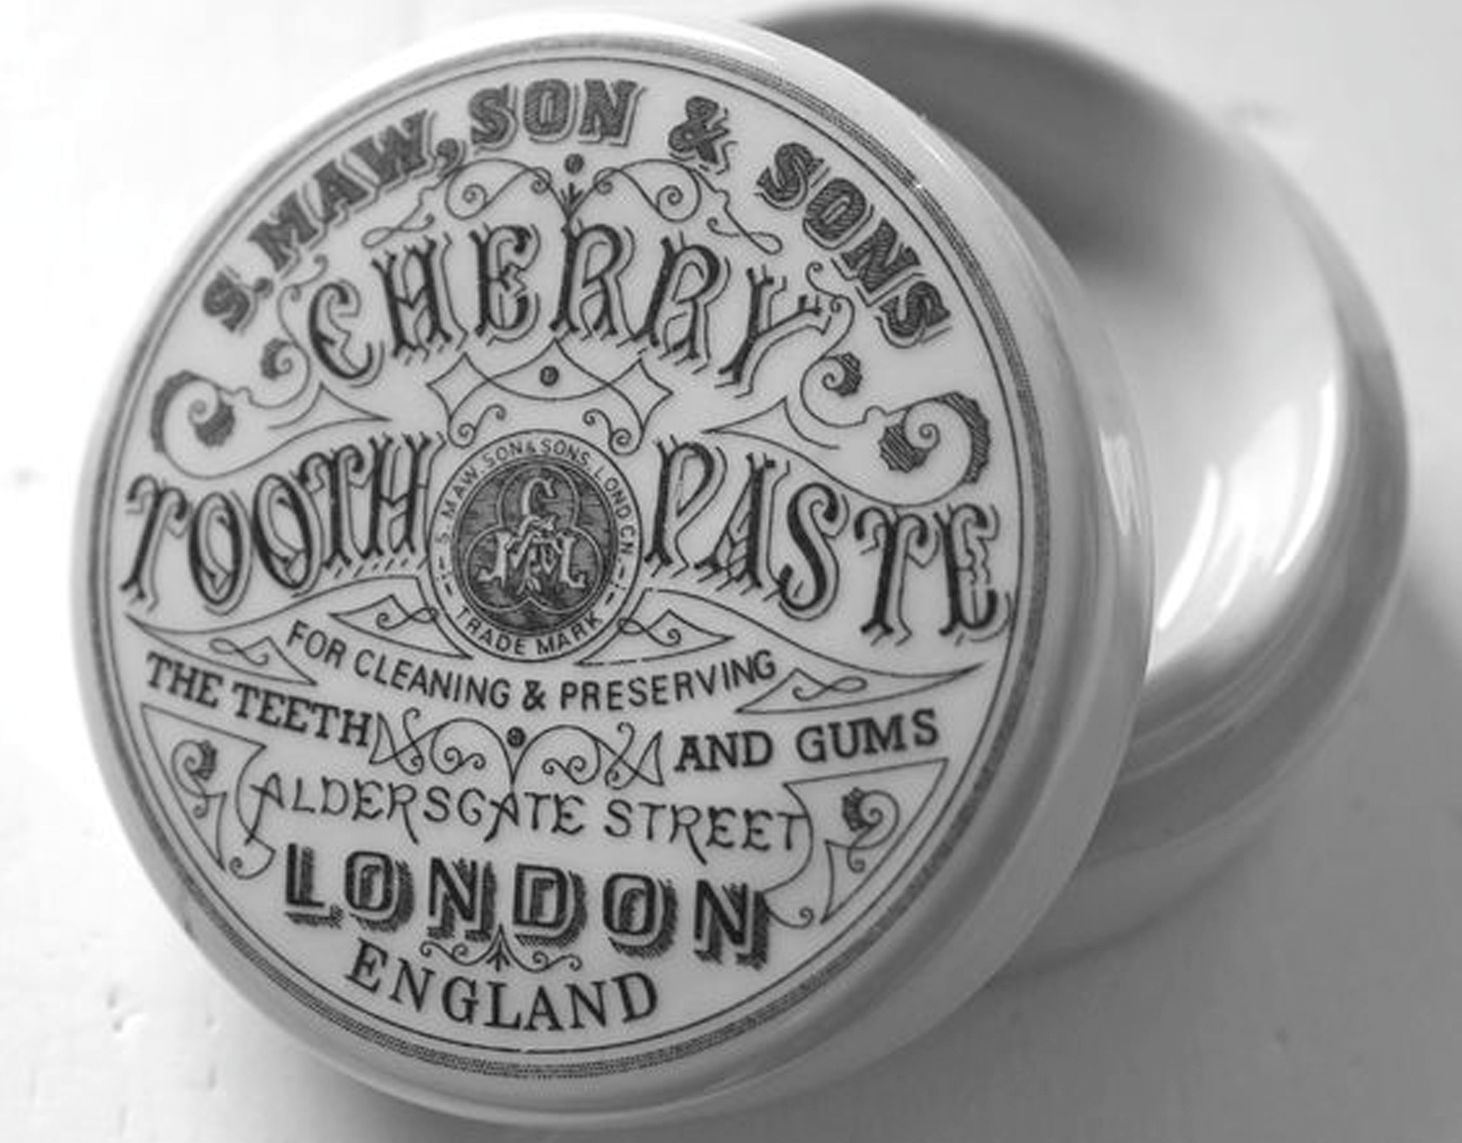 S. MAW, SON & SONS
CHERRY
TOOTH PASTE
S. MAW. SON & SONS. LONDON
TRADE MARK
FOR CLEANING & PRESERVING
THE TEETH AND GUMS
ALDERSGATE STREET
LONDON
ENGLAND